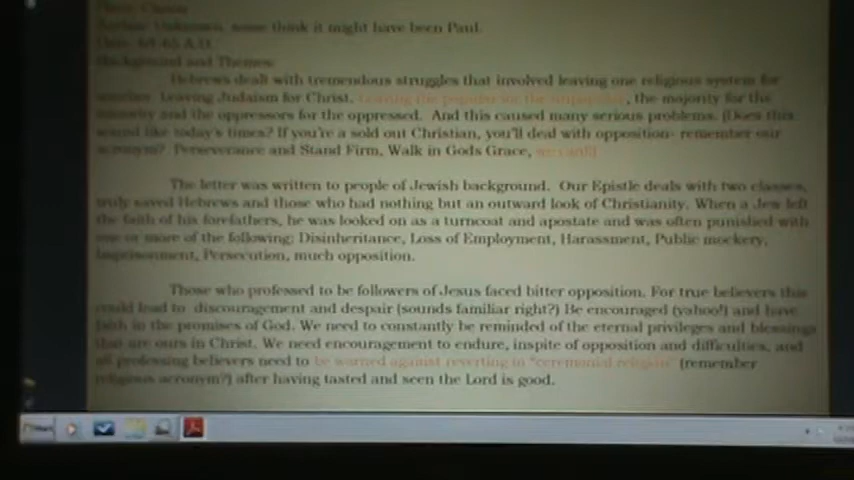 Author: Unknown, some think it might have been Paul.
Date: 64-65 A.D.
Background and Themes:
Hebrews dealt with tremendous struggles that involved leaving one religious system for
another. Leaving Judaism for Christ, leaving the popular for the unpopular, the majority for the
minority and the oppressors for the oppressed. And this caused many serious problems. (Does this
sound like today's times? If you're a sold out Christian, you'll deal with opposition- remember our
acronym? Perseverance and Stand Firm, Walk in Gods Grace,
The letter was written to people of Jewish background. Our Epistle deals with two classes,
truly saved Hebrews and those who had nothing but an outward look of Christianity. When a Jew left
the faith of his forefathers, he was looked on as a turncoat and apostate and was often punished with
one or more of the following: Disinheritance, Loss of Employment, Harassment, Public mockery,
Imprisonment, Persecution, much opposition.
Those who professed to be followers of Jesus faced bitter opposition. For true believers this
could lead to discouragement and despair (sounds familiar right?) Be encouraged (yahoo!) and have
faith in the promises of God. We need to constantly be reminded of the eternal privileges and blessings
that are ours in Christ. We need encouragement to endure, inspite of opposition and difficulties, and
all professing believers need to be warned against reverting in "ceremonial religion" (remember
religious acronym?) after having tasted and seen the Lord is good.